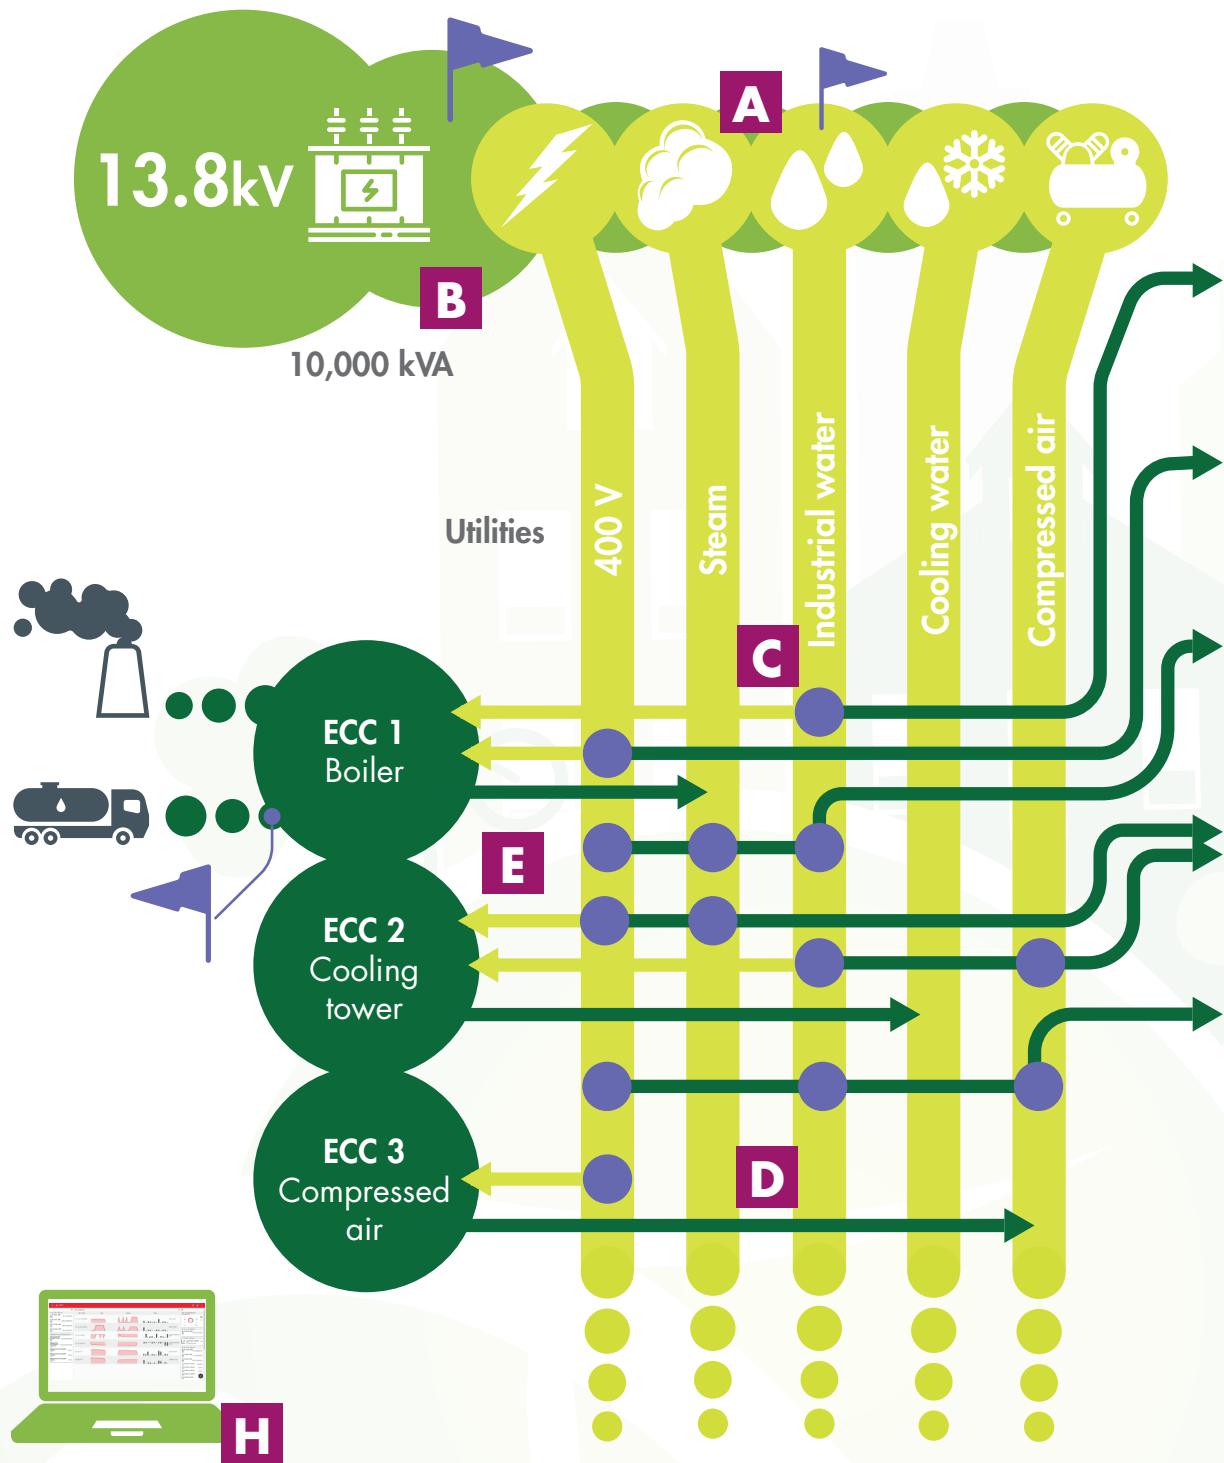 A
13.8kV
B
10,000 kVA
Utilities
400 V
Steam
Industrial water
Cooling water
Compressed air
C
ECC 1
Boiler
E
ECC 2
Cooling
tower
ECC 3
Compressed
air
D
H